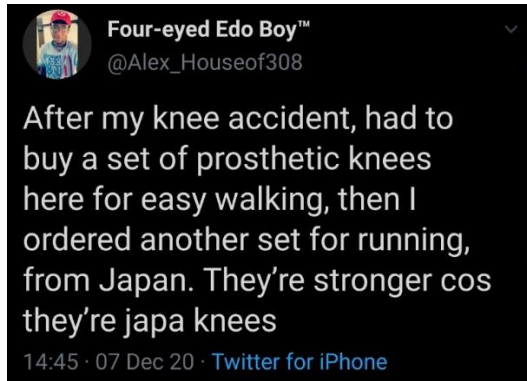 Four-eyed Edo Boy™
@Alex_Houseof308
After my knee accident, had to
buy a set of prosthetic knees
here for easy walking, then I
ordered another set for running,
from Japan. They're stronger cos
they're japa knees
14:45 · 07 Dec 20 · Twitter for iPhone